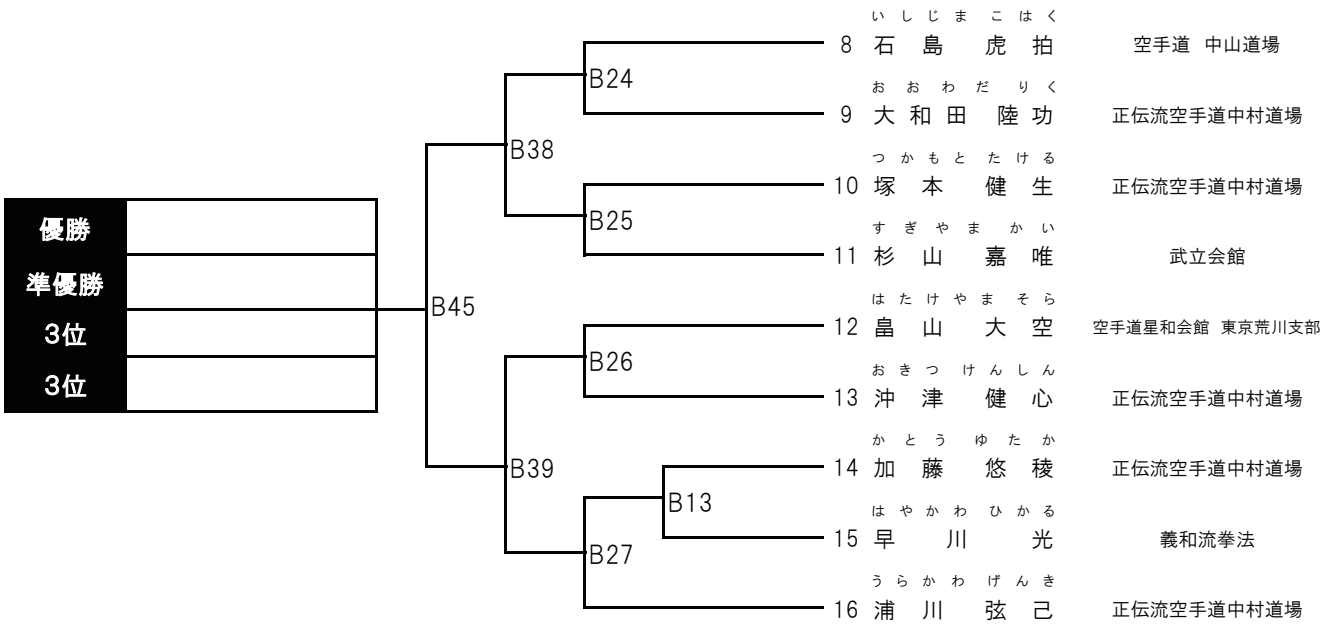 いしじま こはく
8 石島 虎拍 空手道 中山道場
B24
おおわだ りく
9 大和田 陸功 正伝流空手道中村道場
B38
つかもと たける
10 塚本 健生 正伝流空手道中村道場
B25
すぎやま かい
11 杉山 嘉唯 武立会館
優勝
準優勝
3位
3位
B45
はたけやま そら
12 畠山 大空 空手道星和会館 東京荒川支部
B26
おきつ けんしん
13 沖津 健心 正伝流空手道中村道場
B39
かとう ゆたか
14 加藤 悠稜 正伝流空手道中村道場
B13
はやかわ ひかる
15 早川 光 義和流拳法
B27
うらかわ げんき
16 浦川 弦己 正伝流空手道中村道場